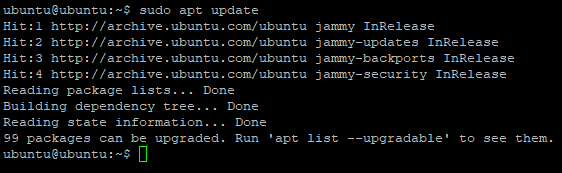 ubuntu@ubuntu:~$ sudo apt update
Hit:1 http://archive.ubuntu.com/ubuntu jammy InRelease
Hit:2 http://archive.ubuntu.com/ubuntu jammy-updates InRelease
Hit:3 http://archive.ubuntu.com/ubuntu jammy-backports InRelease
Hit:4 http://archive.ubuntu.com/ubuntu jammy-security InRelease
Reading package lists... Done
Building dependency tree... Done
Reading state information... Done
99 packages can be upgraded. Run 'apt list --upgradable' to see them.
ubuntu@ubuntu:~$